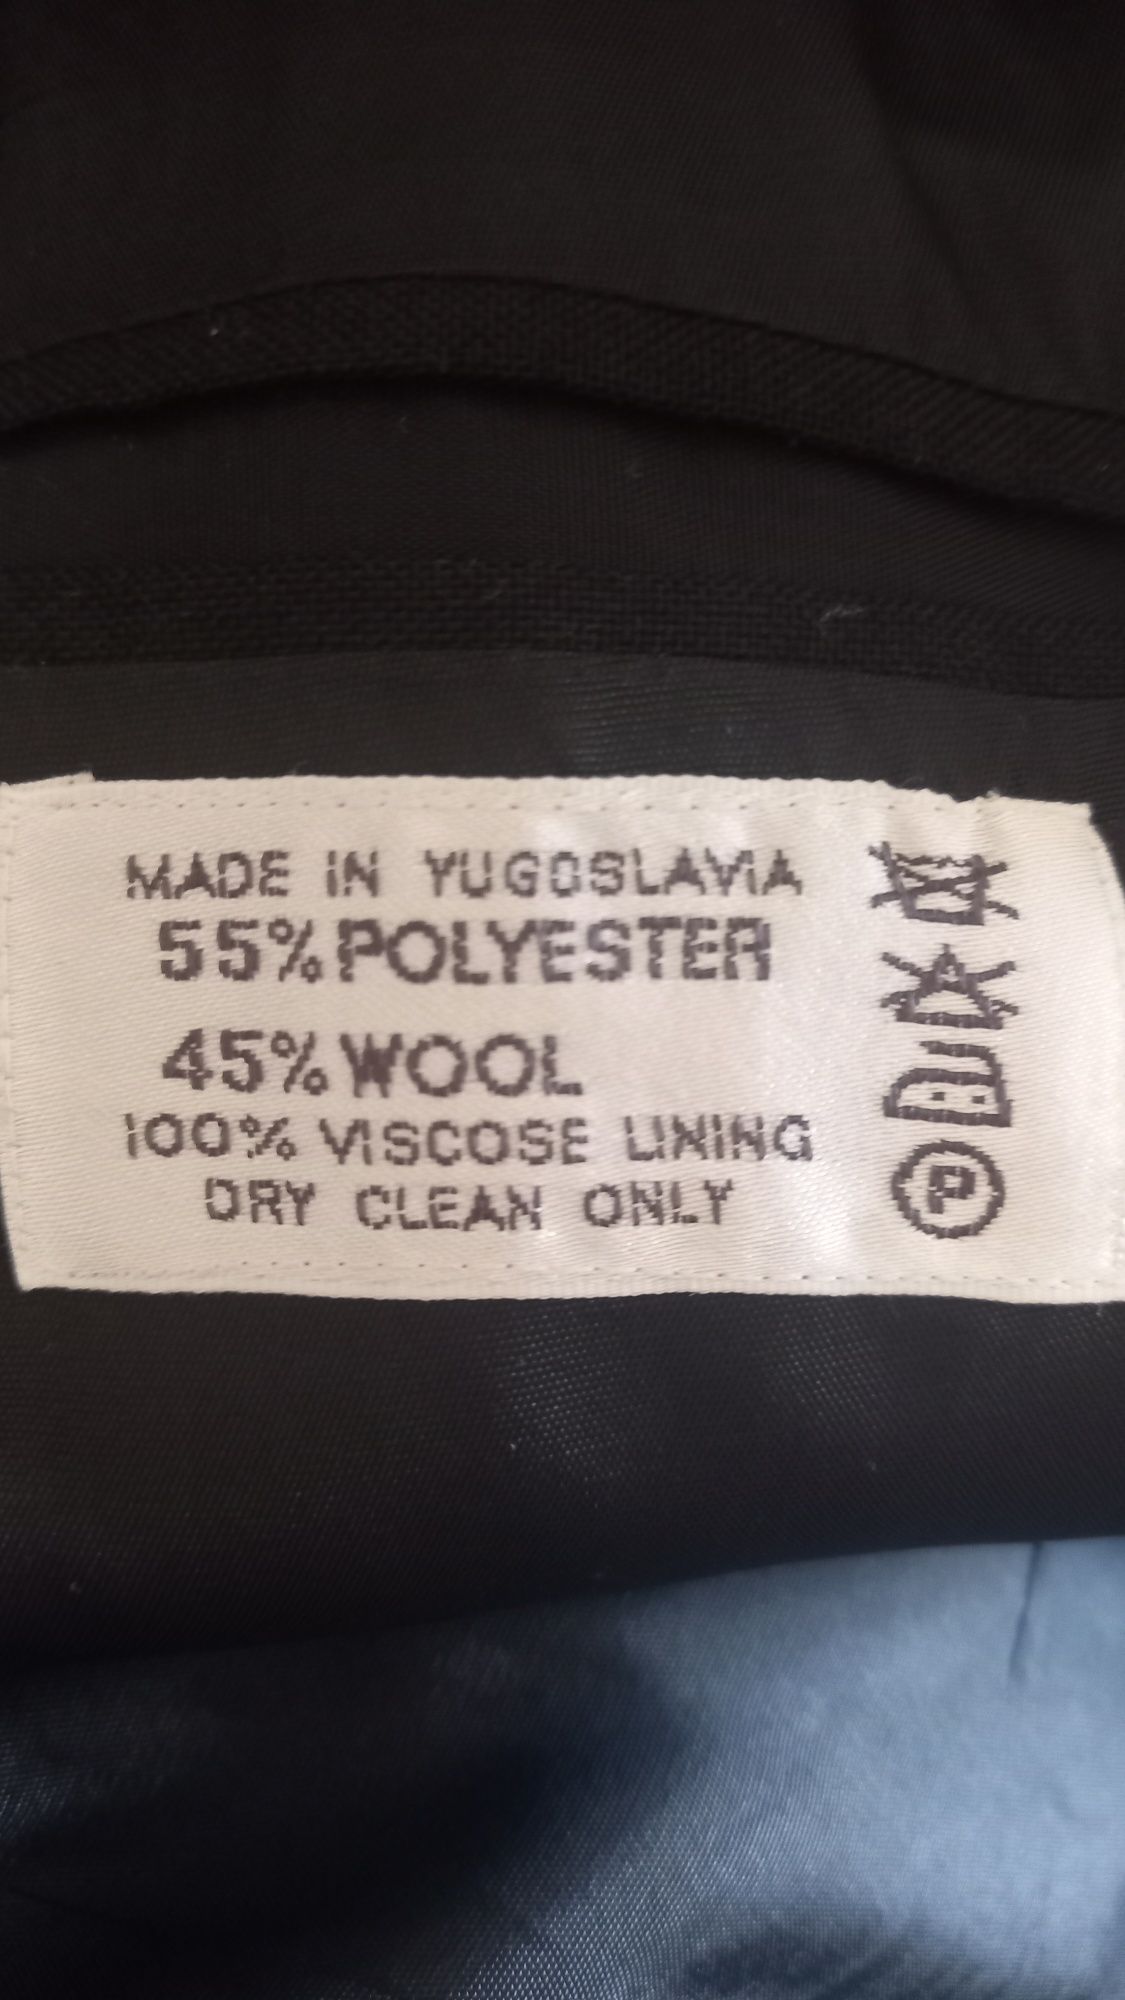 MADE IN YUGOSLAVIA
55% POLYESTER
45% WOOL
100% VISCOSE LINING
DRY CLEAN ONLY
P